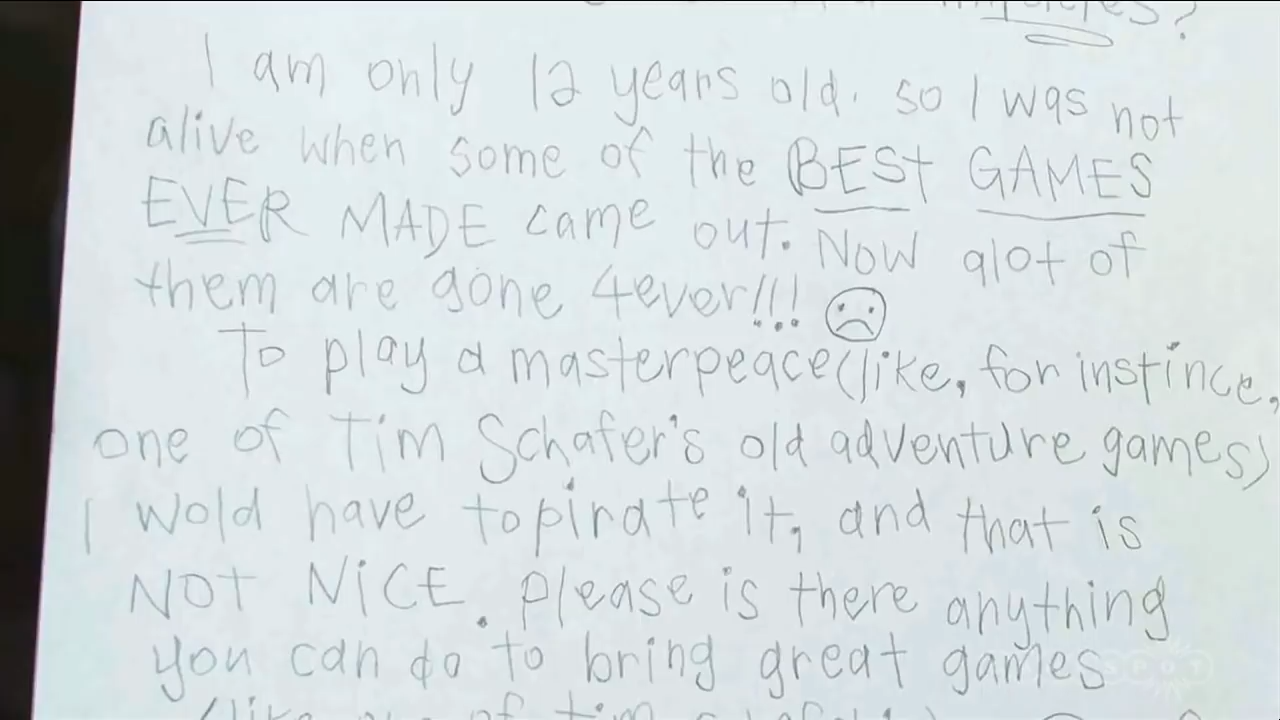 I am only 12 years old. so I was not
alive when some of the BEST GAMES
EVER MADE came out. Now alot of
them are gone 4ever!!!
To play a masterpeace (like, for instince,
one of Tim Schafer's old adventure games)
I wold have to pirate it, and that is
NOT NiCE. please is there anything
you can do to bring great games
SPOT